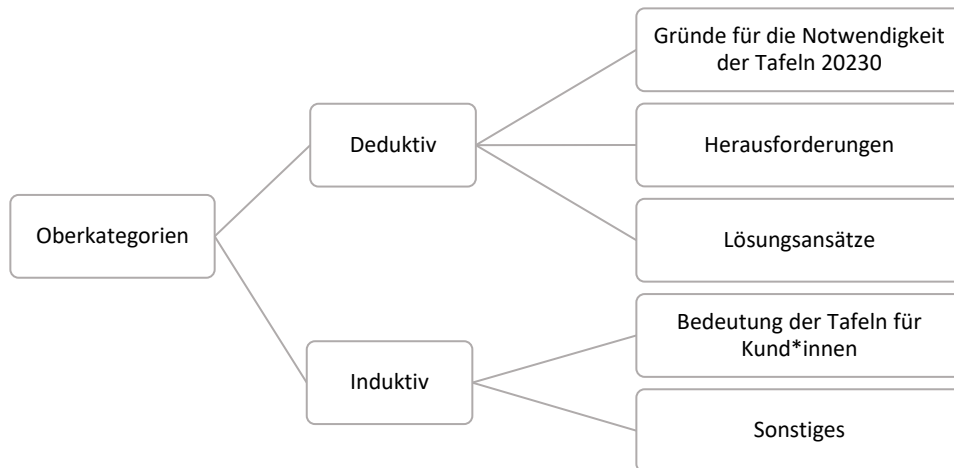 Gründe für die Notwendigkeit
der Tafeln 20230
Deduktiv
Herausforderungen
Oberkategorien
Lösungsansätze
Bedeutung der Tafeln für
Kund*innen
Induktiv
Sonstiges